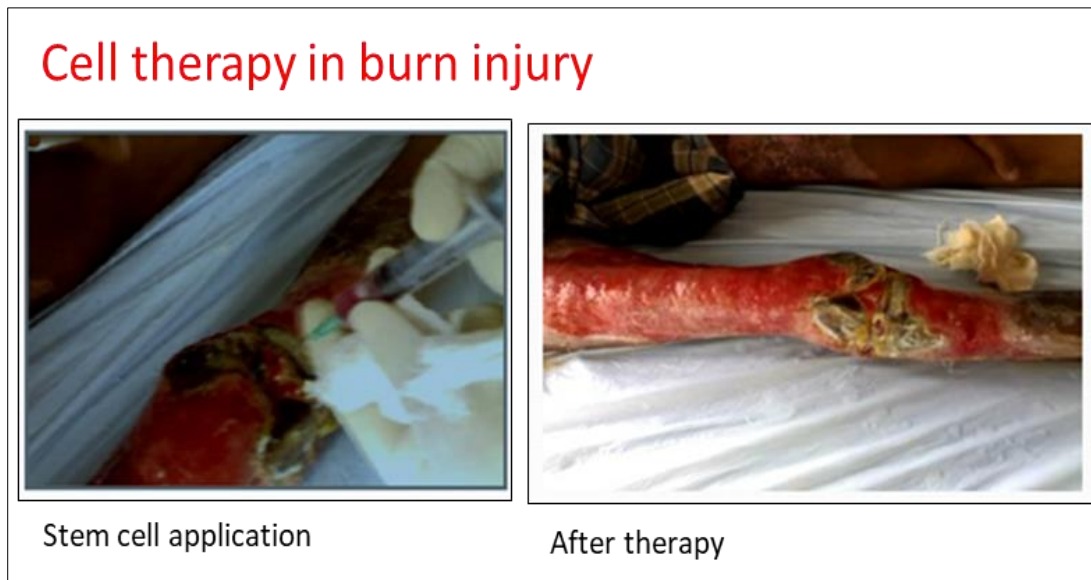 Cell therapy in burn injury
Stem cell application
After therapy